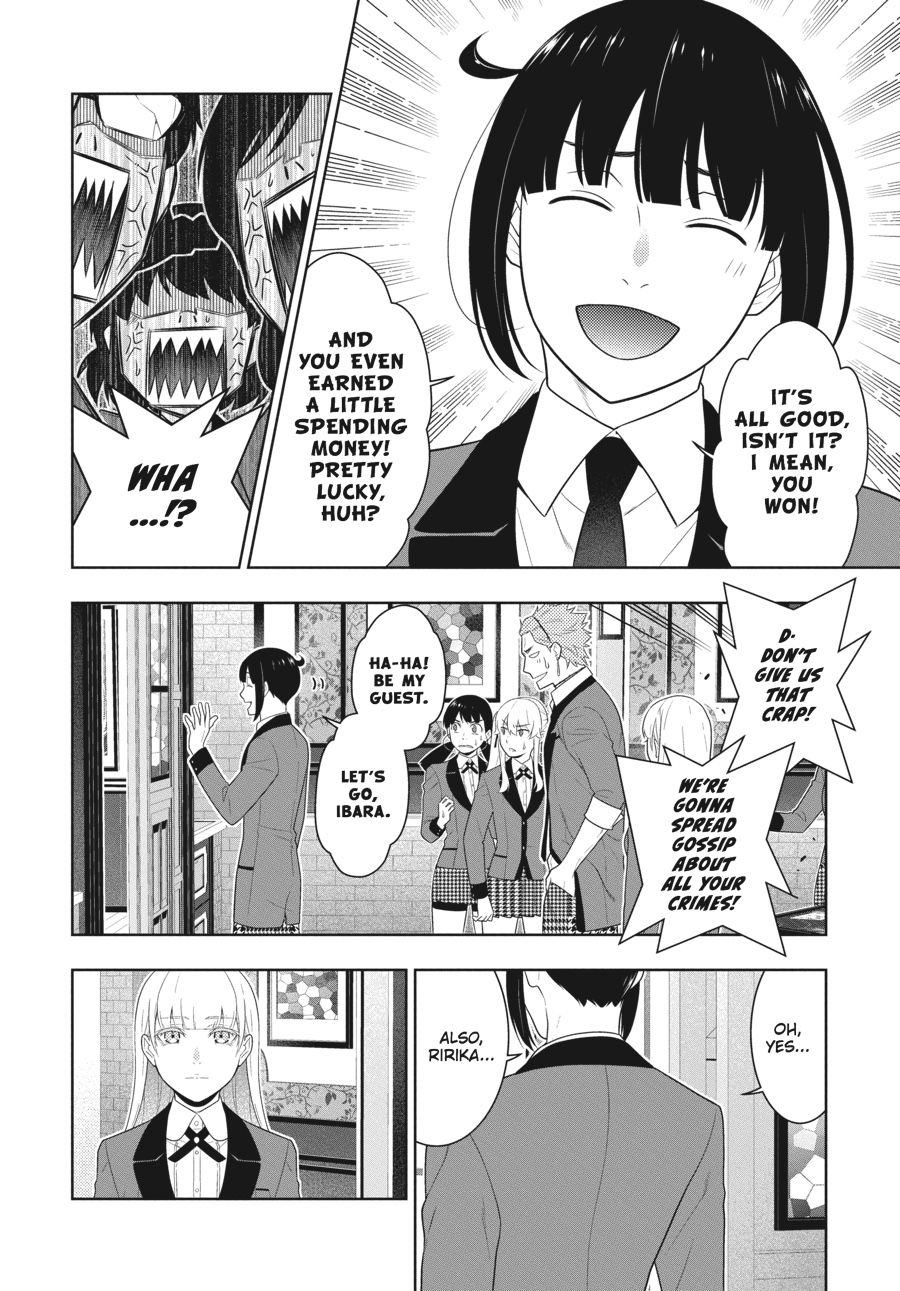 IT'S
ALL GOOD,
ISN'T IT?
I MEAN,
YOU
WON!
AND
YOU EVEN
EARNED
A LITTLE
SPENDING
MONEY!
PRETTY
LUCKY,
HUH?
WHA
....!?
D-
DON'T
GIVE US
THAT
CRAP!
WE'RE
GONNA
SPREAD
GOSSIP
ABOUT
ALL YOUR
CRIMES!
HA-HA!
BE MY
GUEST.
LET'S
GO,
IBARA.
OH,
YES...
ALSO,
RIRIKA...